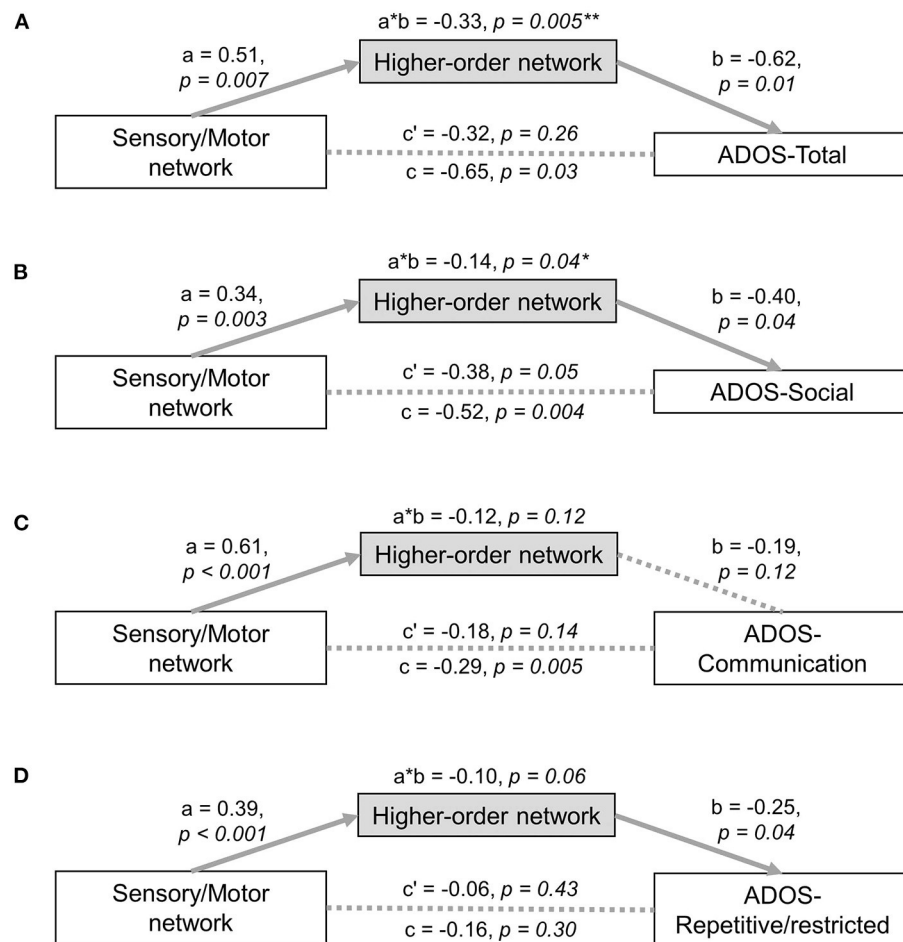 A
a*b = -0.33, p = 0.005**
a = 0.51,
p = 0.007
Higher-order network
b = -0.62,
p = 0.01
Sensory/Motor
network
c' = -0.32, p = 0.26
c = -0.65, p = 0.03
ADOS-Total
B
a*b = -0.14, p = 0.04*
a = 0.34,
p = 0.003
Higher-order network
b = -0.40,
p = 0.04
Sensory/Motor
network
c' = -0.38, p = 0.05
c = -0.52, p = 0.004
ADOS-Social
C
a*b = -0.12, p = 0.12
a = 0.61,
p < 0.001
Higher-order network
b = -0.19,
p = 0.12
Sensory/Motor
network
c' = -0.18, p = 0.14
c = -0.29, p = 0.005
ADOS-
Communication
D
a*b = -0.10, p = 0.06
a = 0.39,
p < 0.001
Higher-order network
b = -0.25,
p = 0.04
Sensory/Motor
network
c' = -0.06, p = 0.43
c = -0.16, p = 0.30
ADOS-
Repetitive/restricted